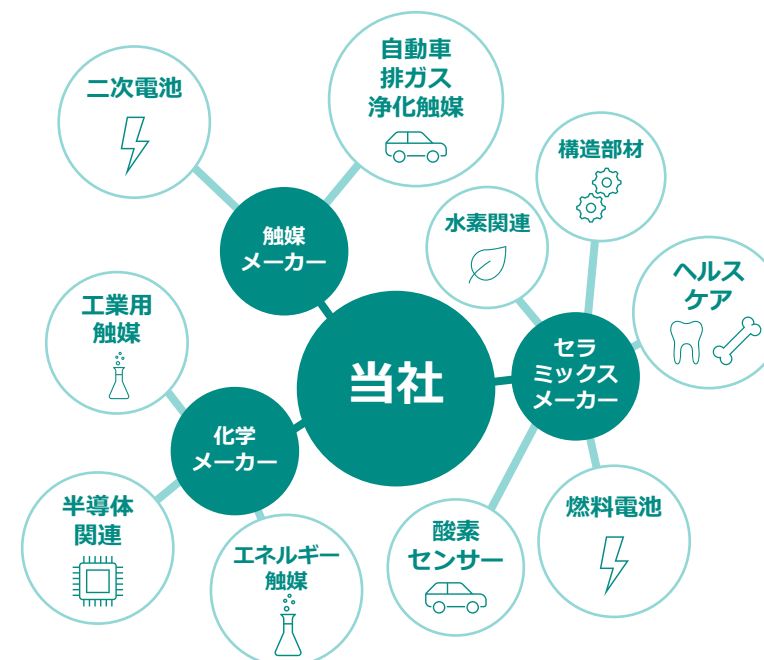 自動車
排ガス
浄化触媒
二次電池
構造部材
水素関連
触媒
メーカー
ヘルス
ケア
工業用
触媒
セラ
ミックス
メーカー
当社
化学
メーカー
半導体
関連
燃料電池
酸素
センサー
エネルギー
触媒